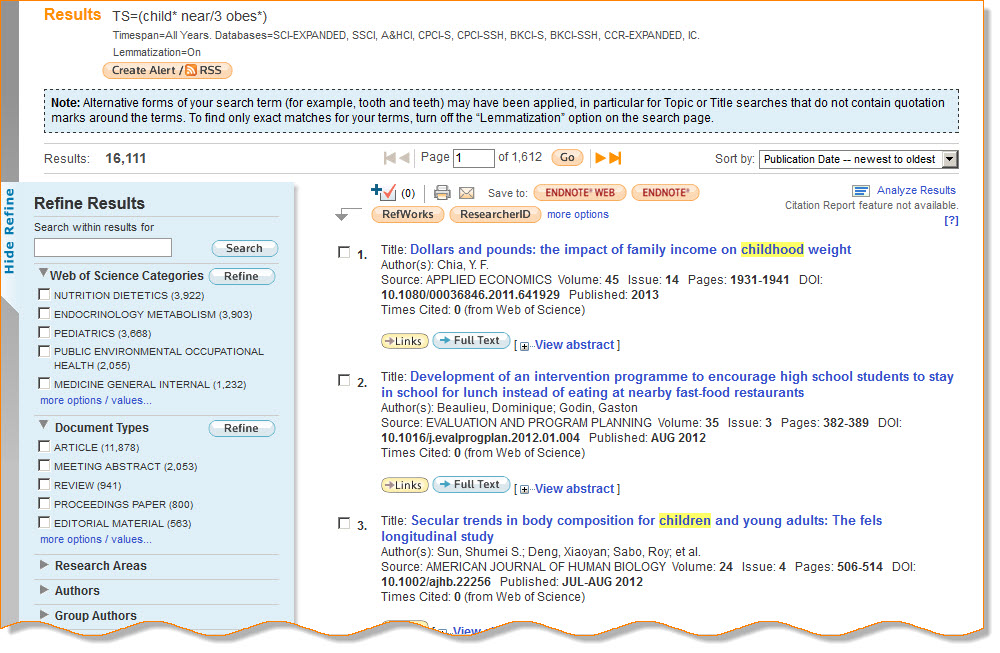 Results TS=(child* near/3 obes*)
Timespan=All Years. Databases=SCI-EXPANDED, SSCI, A&HCI, CPCI-S, CPCI-SSH, BKCI-S, BKCI-SSH, CCR-EXPANDED, IC.
Lemmatization=On
Create Alert / RSS
Note: Alternative forms of your search term (for example, tooth and teeth) may have been applied, in particular for Topic or Title searches that do not contain quotation
marks around the terms. To find only exact matches for your terms, turn off the “Lemmatization” option on the search page.
Results: 16,111
Page 1 of 1,612 Go
Sort by: Publication Date -- newest to oldest
Hide Refine
Refine Results
Search within results for
Search
Web of Science Categories Refine
NUTRITION DIETETICS (3,922)
ENDOCRINOLOGY METABOLISM (3,903)
PEDIATRICS (3,668)
PUBLIC ENVIRONMENTAL OCCUPATIONAL
HEALTH (2,055)
MEDICINE GENERAL INTERNAL (1,232)
more options / values...
Document Types Refine
ARTICLE (11,878)
MEETING ABSTRACT (2,053)
REVIEW (941)
PROCEEDINGS PAPER (800)
EDITORIAL MATERIAL (563)
more options / values...
Research Areas
Authors
Group Authors
(0) Save to: ENDNOTE® WEB ENDNOTE®
RefWorks ResearcherID more options
Analyze Results
Citation Report feature not available.
[?]
1. Title: Dollars and pounds: the impact of family income on childhood weight
Author(s): Chia, Y. F.
Source: APPLIED ECONOMICS Volume: 45 Issue: 14 Pages: 1931-1941 DOI:
10.1080/00036846.2011.641929 Published: 2013
Times Cited: 0 (from Web of Science)
Links Full Text [ View abstract ]
2. Title: Development of an intervention programme to encourage high school students to stay
in school for lunch instead of eating at nearby fast-food restaurants
Author(s): Beaulieu, Dominique; Godin, Gaston
Source: EVALUATION AND PROGRAM PLANNING Volume: 35 Issue: 3 Pages: 382-389 DOI:
10.1016/j.evalprogplan.2012.01.004 Published: AUG 2012
Times Cited: 0 (from Web of Science)
Links Full Text [ View abstract ]
3. Title: Secular trends in body composition for children and young adults: The fels
longitudinal study
Author(s): Sun, Shumei S.; Deng, Xiaoyan; Sabo, Roy; et al.
Source: AMERICAN JOURNAL OF HUMAN BIOLOGY Volume: 24 Issue: 4 Pages: 506-514 DOI:
10.1002/ajhb.22256 Published: JUL-AUG 2012
Times Cited: 0 (from Web of Science)
View